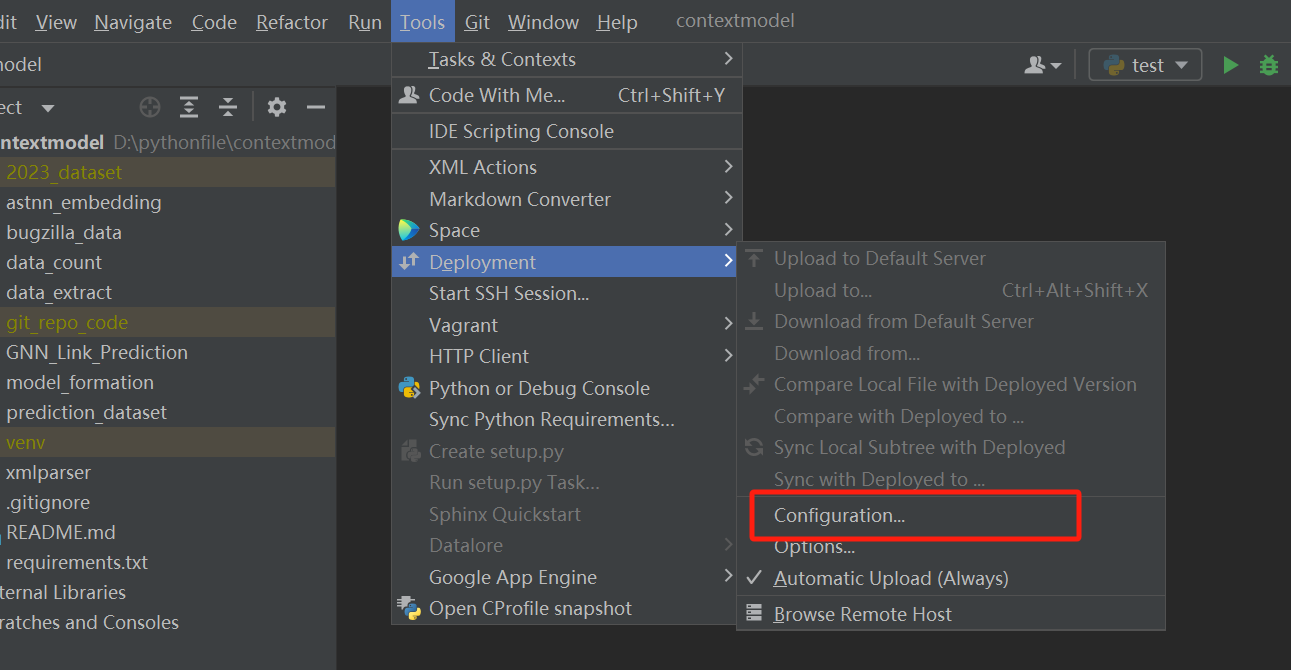 dit View Navigate Code Refactor Run Tools Git Window Help contextmodel
nodel
test
ect
ntextmodel D:\pythonfile\contextmod
2023_dataset
astnn_embedding
bugzilla_data
data_count
data_extract
git_repo_code
GNN_Link_Prediction
model_formation
prediction_dataset
venv
xmlparser
.gitignore
README.md
requirements.txt
ternal Libraries
ratches and Consoles
Tasks & Contexts
Code With Me... Ctrl+Shift+Y
IDE Scripting Console
XML Actions
Markdown Converter
Space
Deployment
Start SSH Session...
Vagrant
HTTP Client
Python or Debug Console
Sync Python Requirements...
Create setup.py
Run setup.py Task...
Sphinx Quickstart
Datalore
Google App Engine
Open CProfile snapshot
Upload to Default Server
Upload to... Ctrl+Alt+Shift+X
Download from Default Server
Download from...
Compare Local File with Deployed Version
Compare with Deployed to ...
Sync Local Subtree with Deployed
Sync with Deployed to ...
Configuration...
Options...
Automatic Upload (Always)
Browse Remote Host